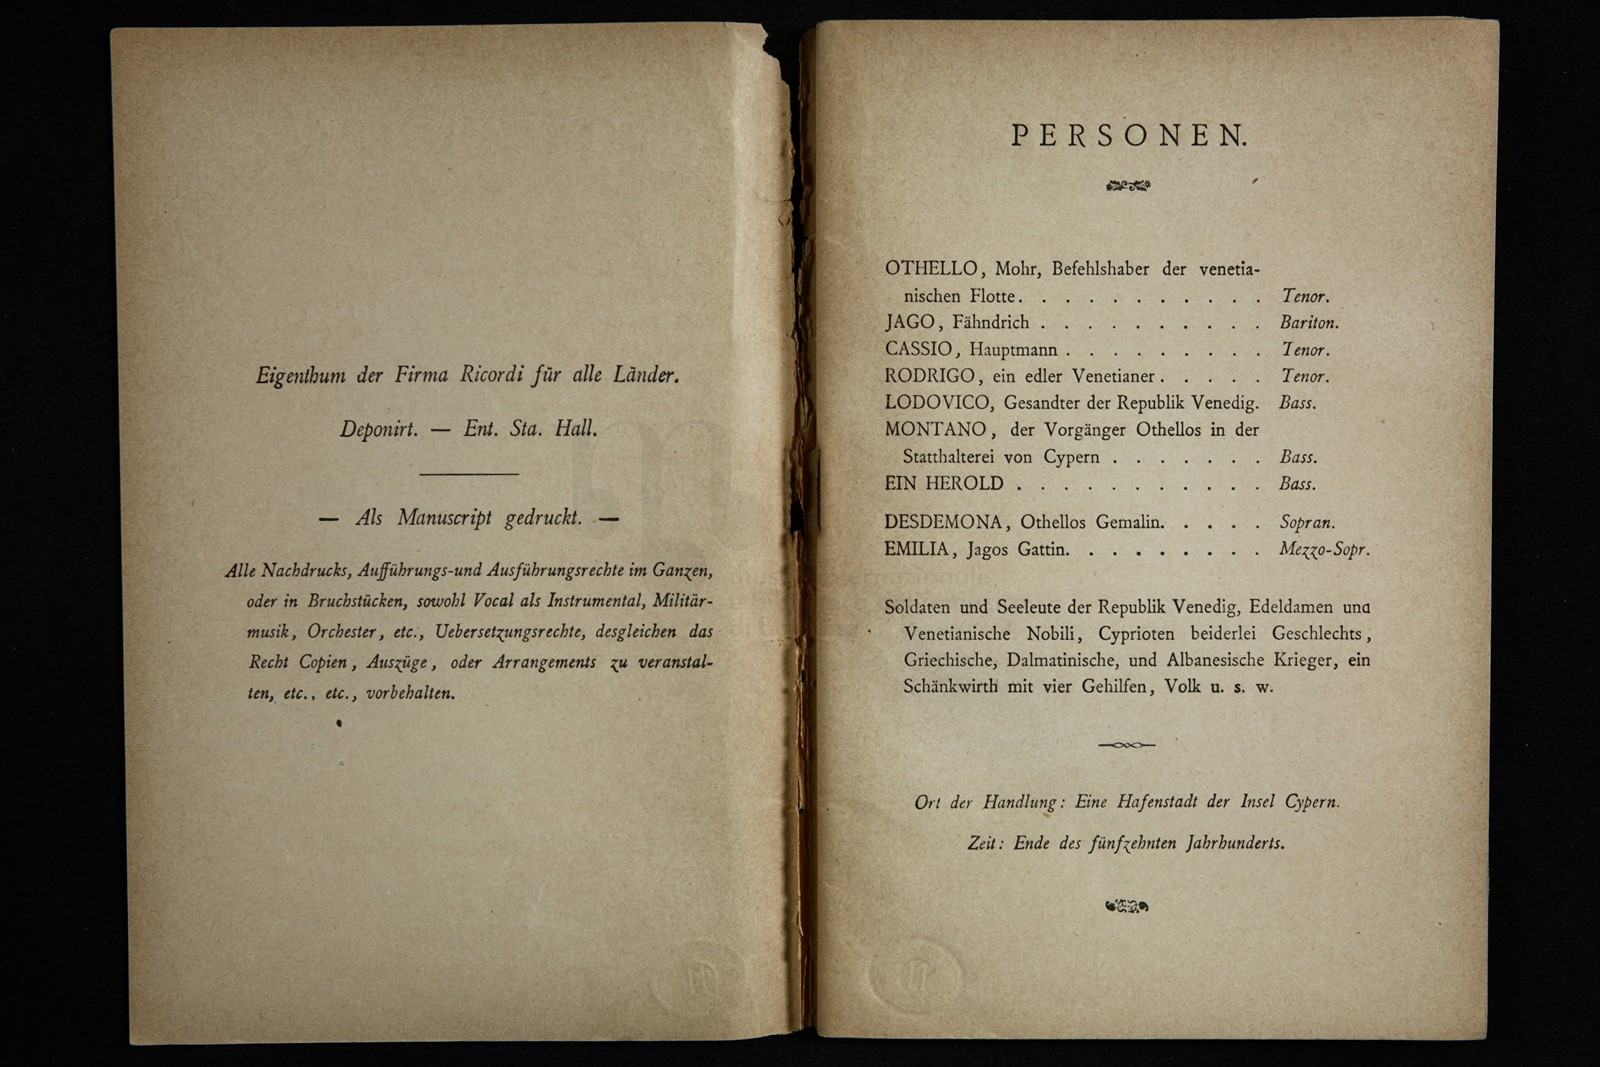 Eigenthum der Firma Ricordi für alle Länder.
Deponirt. — Ent. Sta. Hall.
— Als Manuscript gedruckt. —
Alle Nachdrucks, Aufführungs-und Ausführungsrechte im Ganzen,
oder in Bruchstücken, sowohl Vocal als Instrumental, Militär-
musik, Orchester, etc., Uebersetzungsrechte, desgleichen das
Recht Copien, Auszüge, oder Arrangements zu veranstal-
ten, etc., etc., vorbehalten.
PERSONEN.
OTHELLO, Mohr, Befehlshaber der venetia-
nischen Flotte. . . . . . . . . . . Tenor.
JAGO, Fähndrich . . . . . . . . . . Bariton.
CASSIO, Hauptmann . . . . . . . . . Tenor.
RODRIGO, ein edler Venetianer. . . . . Tenor.
LODOVICO, Gesandter der Republik Venedig. Bass.
MONTANO, der Vorgänger Othellos in der
Statthalterei von Cypern . . . . . . . Bass.
EIN HEROLD . . . . . . . . . . . Bass.
DESDEMONA, Othellos Gemalin. . . . . Sopran.
EMILIA, Jagos Gattin. . . . . . . . . Mezzo-Sopr.
Soldaten und Seeleute der Republik Venedig, Edeldamen und
Venetianische Nobili, Cyprioten beiderlei Geschlechts,
Griechische, Dalmatinische, und Albanesische Krieger, ein
Schänkwirth mit vier Gehilfen, Volk u. s. w.
Ort der Handlung: Eine Hafenstadt der Insel Cypern.
Zeit: Ende des fünfzehnten Jahrhunderts.